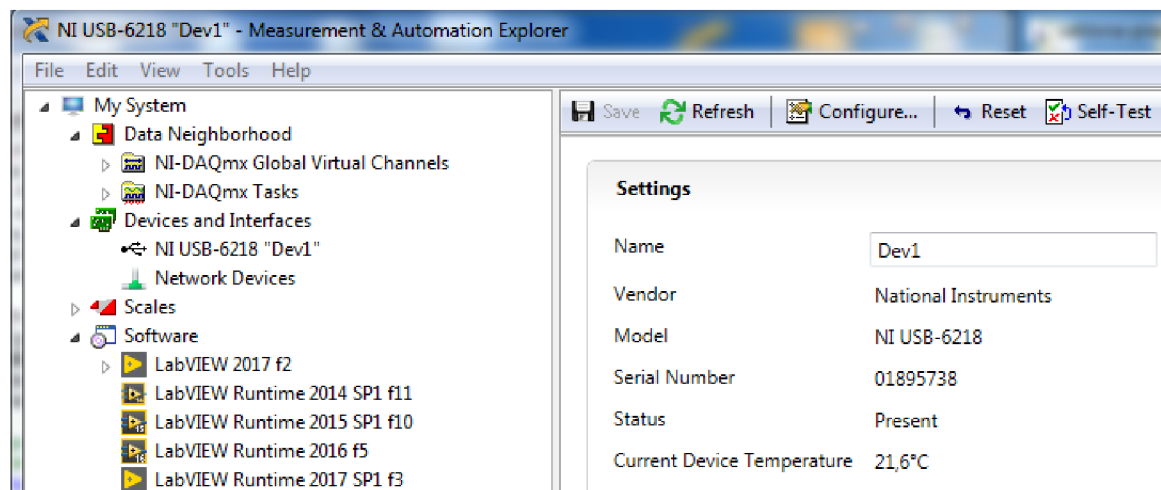 NI USB-6218 "Dev1" - Measurement & Automation Explorer
File Edit View Tools Help
My System
Data Neighborhood
NI-DAQmx Global Virtual Channels
NI-DAQmx Tasks
Devices and Interfaces
NI USB-6218 "Dev1"
Network Devices
Scales
Software
LabVIEW 2017 f2
LabVIEW Runtime 2014 SP1 f11
LabVIEW Runtime 2015 SP1 f10
LabVIEW Runtime 2016 f5
LabVIEW Runtime 2017 SP1 f3
Save Refresh Configure... Reset Self-Test
Settings
Name Dev1
Vendor National Instruments
Model NI USB-6218
Serial Number 01895738
Status Present
Current Device Temperature 21,6°C